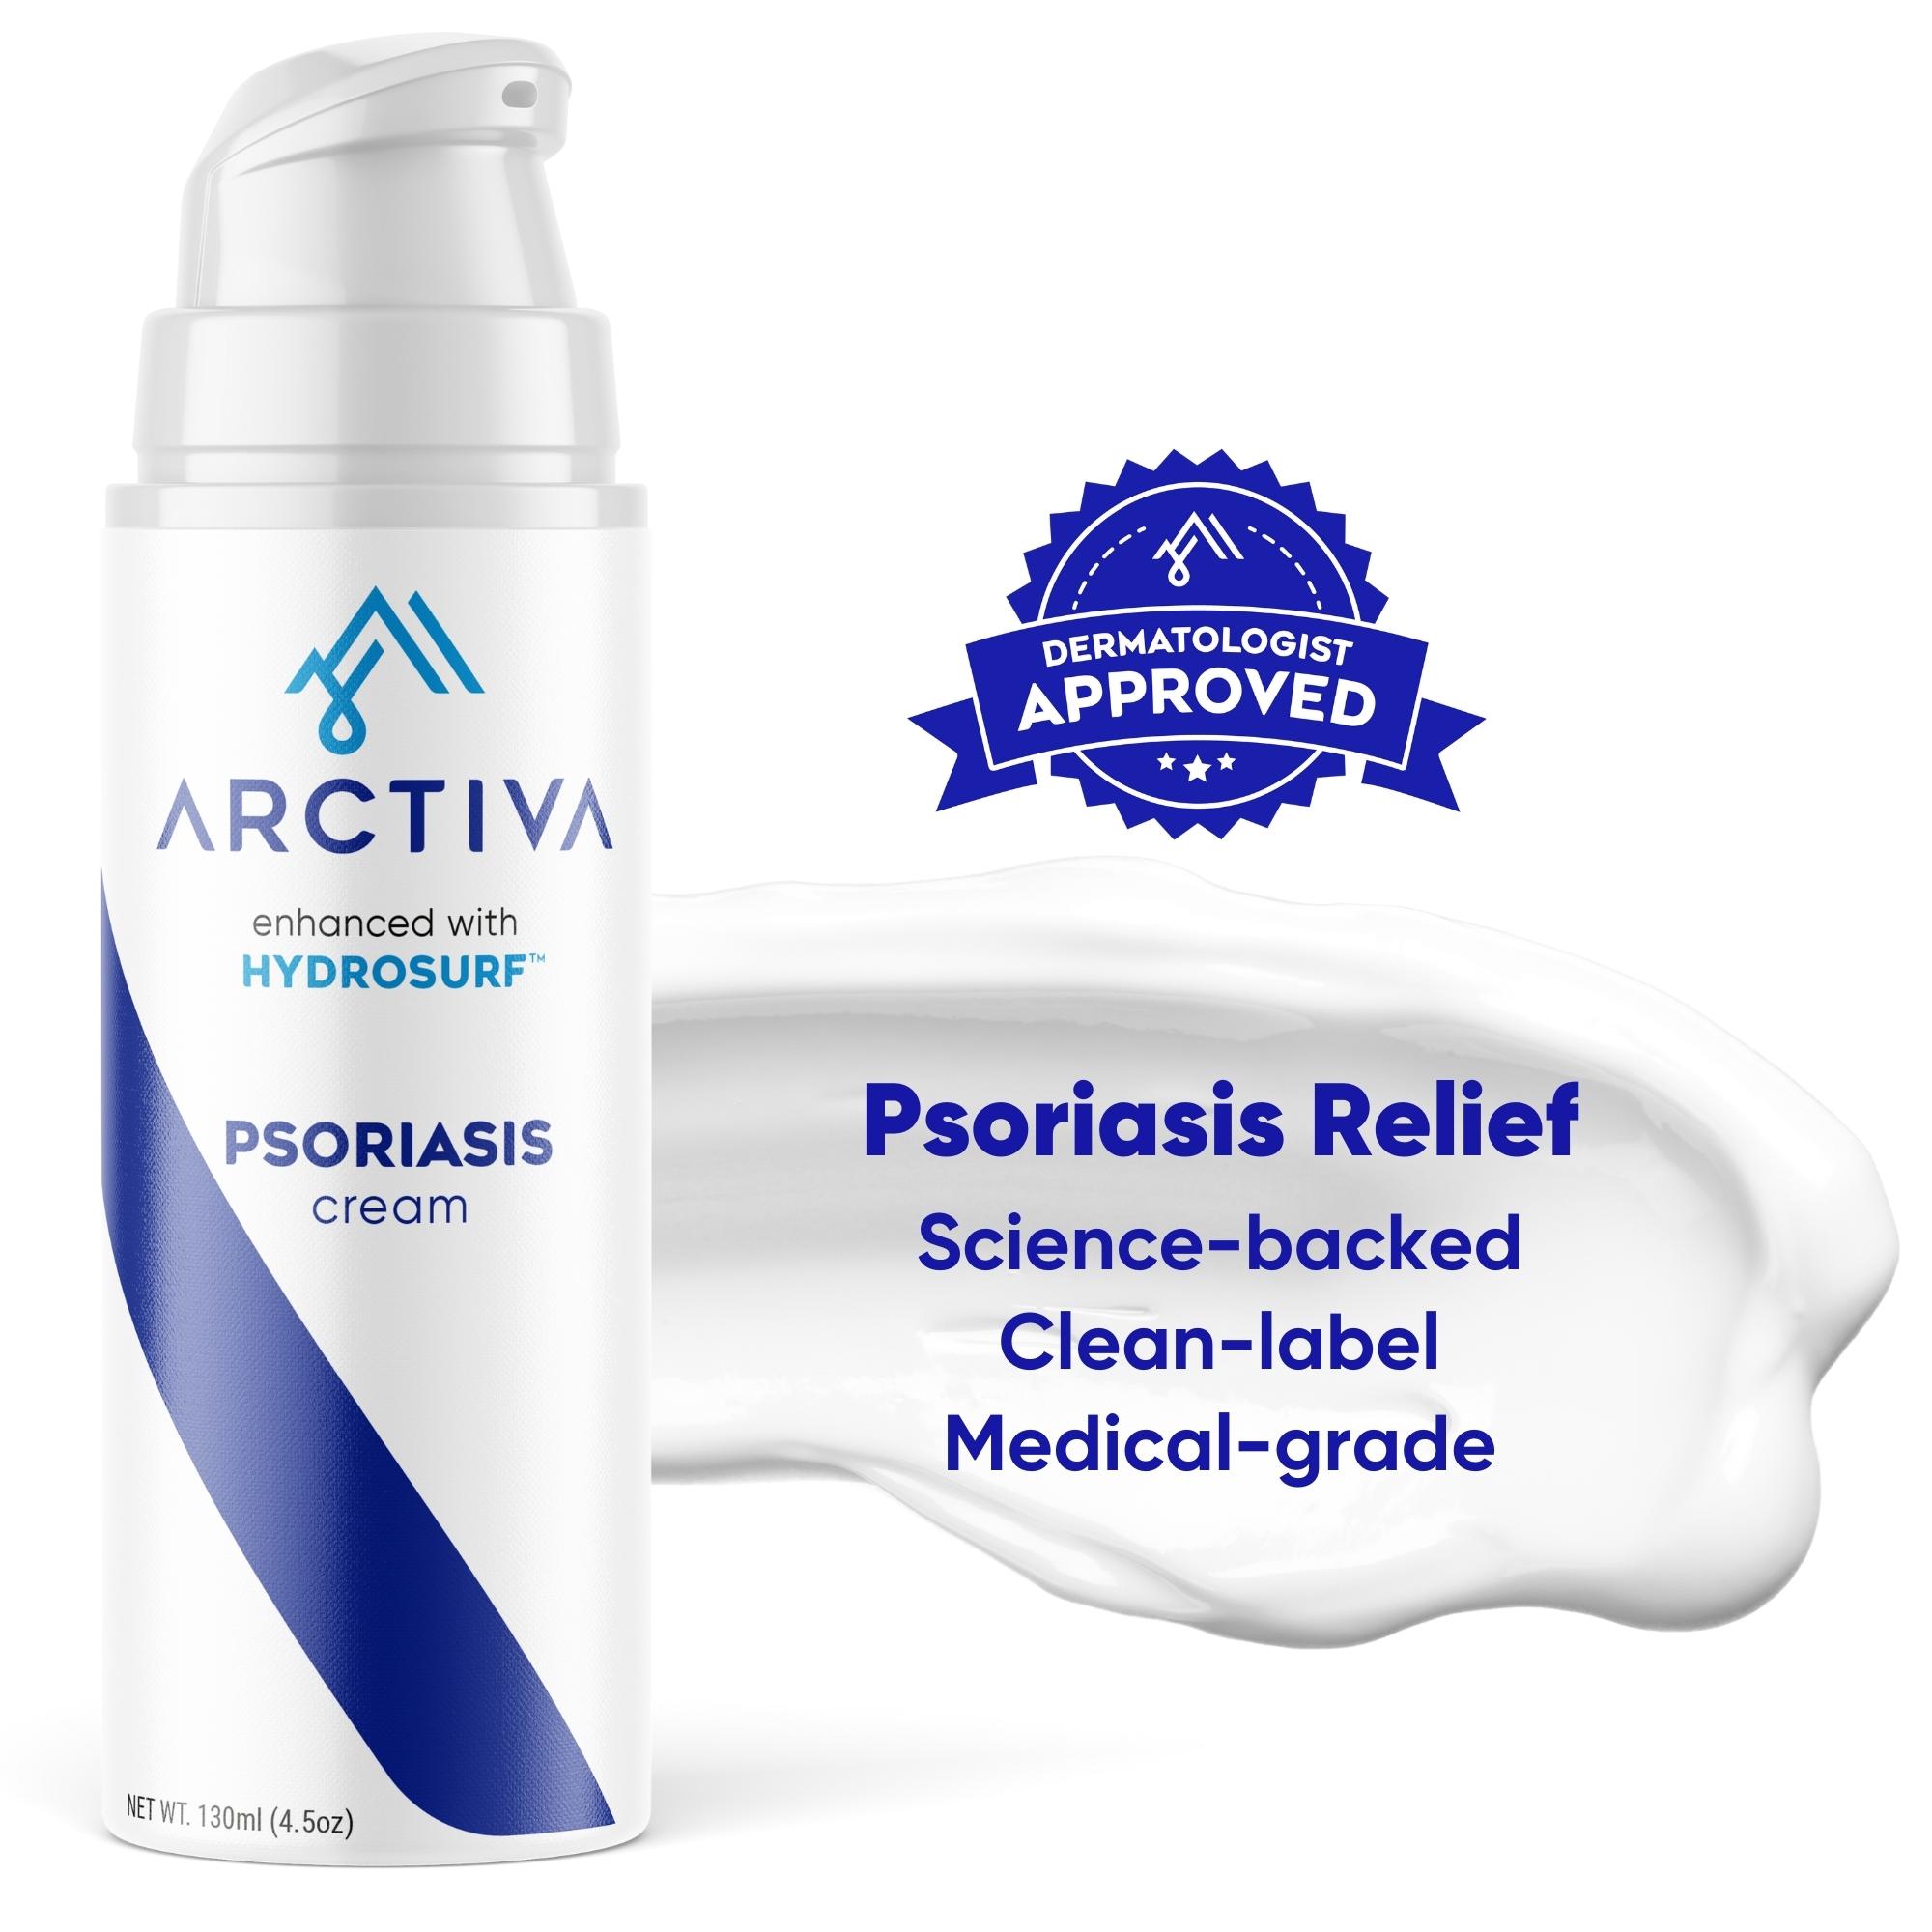 ARCTIVA
enhanced with
HYDROSURF™
PSORIASIS
cream
NET WT. 130ml (4.5oz)
DERMATOLOGIST
APPROVED
Psoriasis Relief
Science-backed
Clean-label
Medical-grade